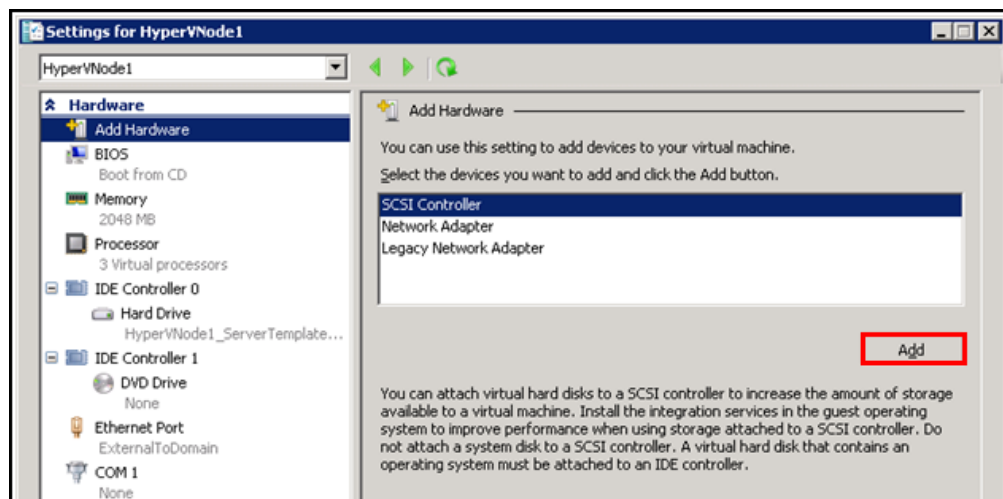 Settings for HyperVNode1
HyperVNode1
Hardware
Add Hardware
BIOS
Boot from CD
Memory
2048 MB
Processor
3 Virtual processors
IDE Controller 0
Hard Drive
HyperVNode1_ServerTemplate...
IDE Controller 1
DVD Drive
None
Ethernet Port
ExternalToDomain
COM 1
None
Add Hardware
You can use this setting to add devices to your virtual machine.
Select the devices you want to add and click the Add button.
SCSI Controller
Network Adapter
Legacy Network Adapter
Add
You can attach virtual hard disks to a SCSI controller to increase the amount of storage
available to a virtual machine. Install the integration services in the guest operating
system to improve performance when using storage attached to a SCSI controller. Do
not attach a system disk to a SCSI controller. A virtual hard disk that contains an
operating system must be attached to an IDE controller.